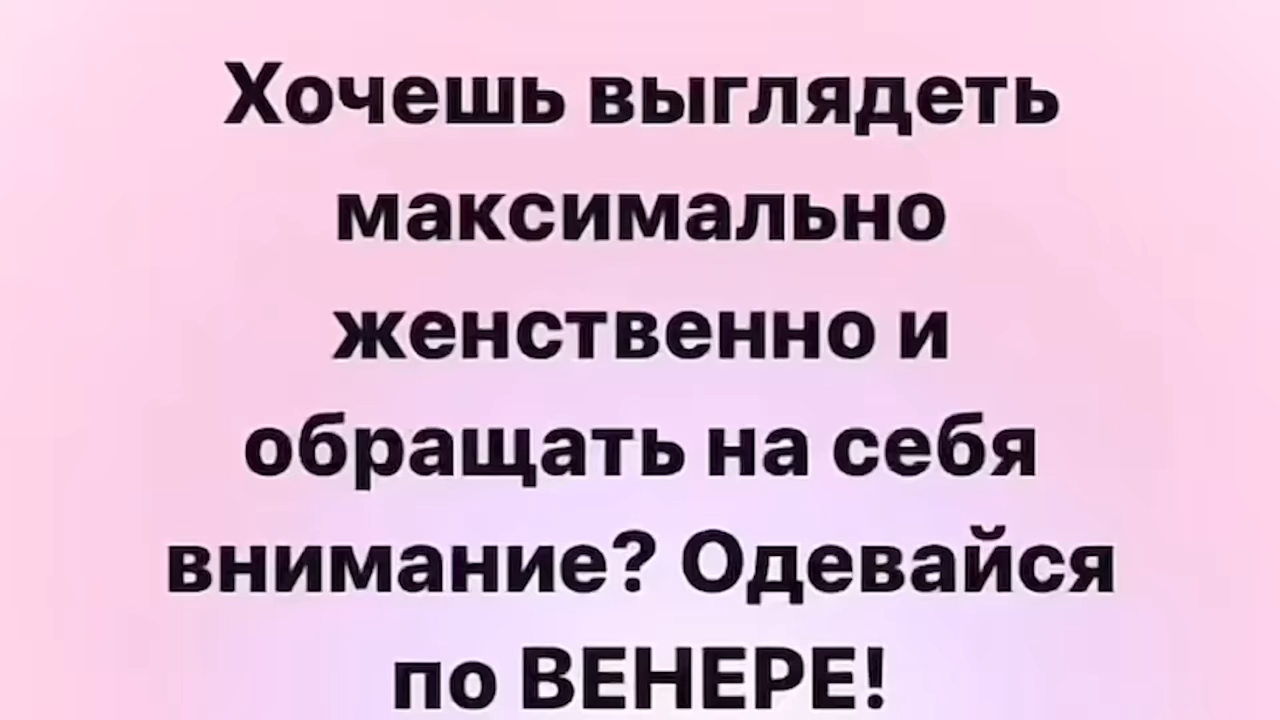 Хочешь выглядеть
максимально
женственно и
обращать на себя
внимание? Одевайся
по ВЕНЕРЕ!